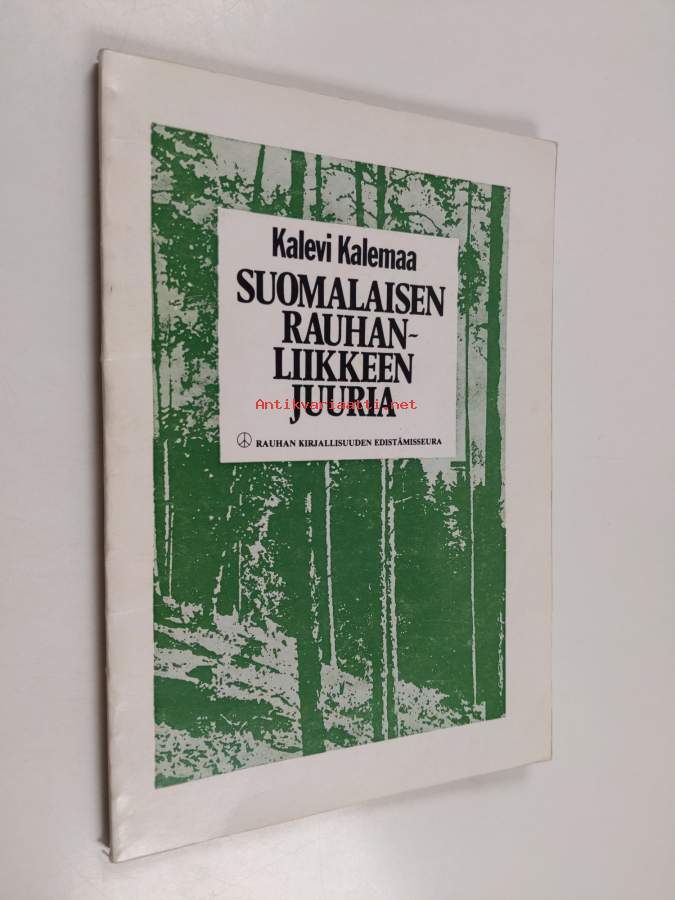 Kalevi Kalemaa
SUOMALAISEN
RAUHAN-
LIIKKEEN
JUURIA
Antikvariaatti.net
RAUHAN KIRJALLISUUDEN EDISTÄMISSEURA